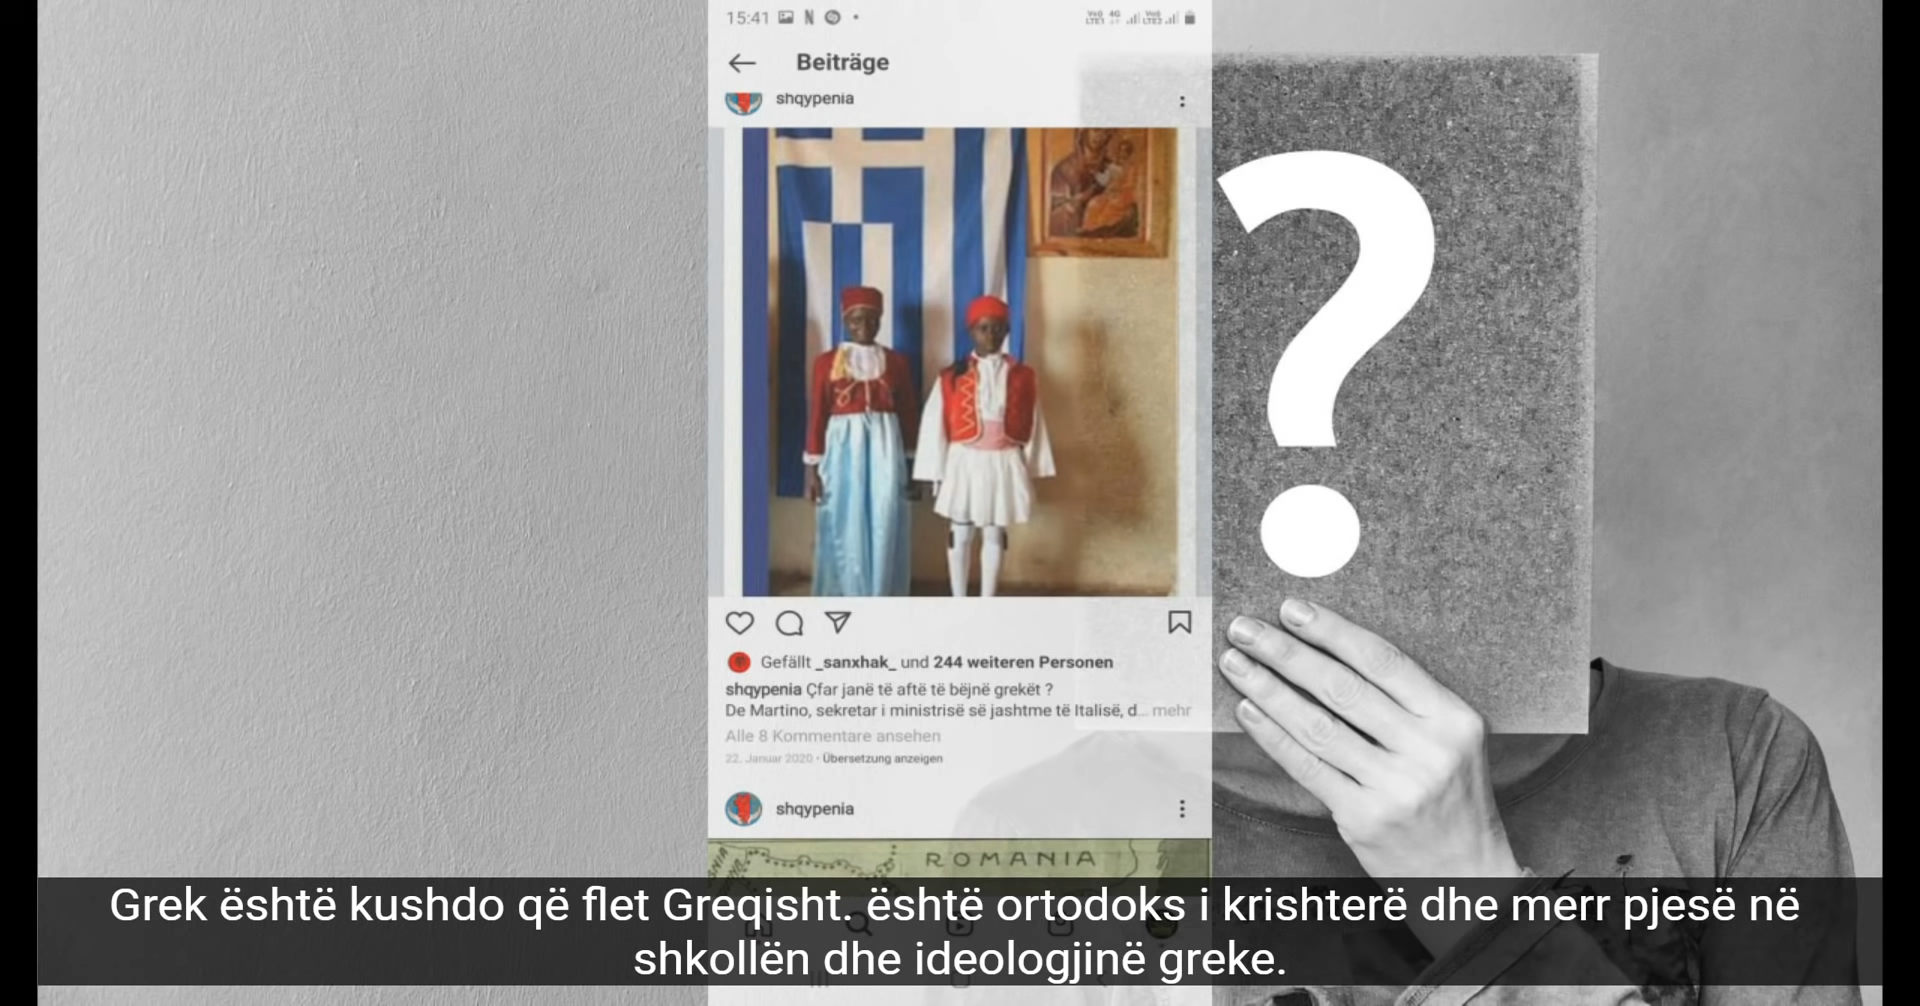 15:41
Beiträge
shqypenia
Gefällt _sanxhak_ und 244 weiteren Personen
shqypenia Çfar janë të aftë të bëjnë grekët ?
De Martino, sekretar i ministrisë së jashtme të Italisë, d... mehr
Alle 8 Kommentare ansehen
22. Januar 2020 • Übersetzung anzeigen
shqypenia
ROMANIA
?
Grek është kushdo që flet Greqisht. është ortodoks i krishterë dhe merr pjesë në
shkollën dhe ideologjinë greke.